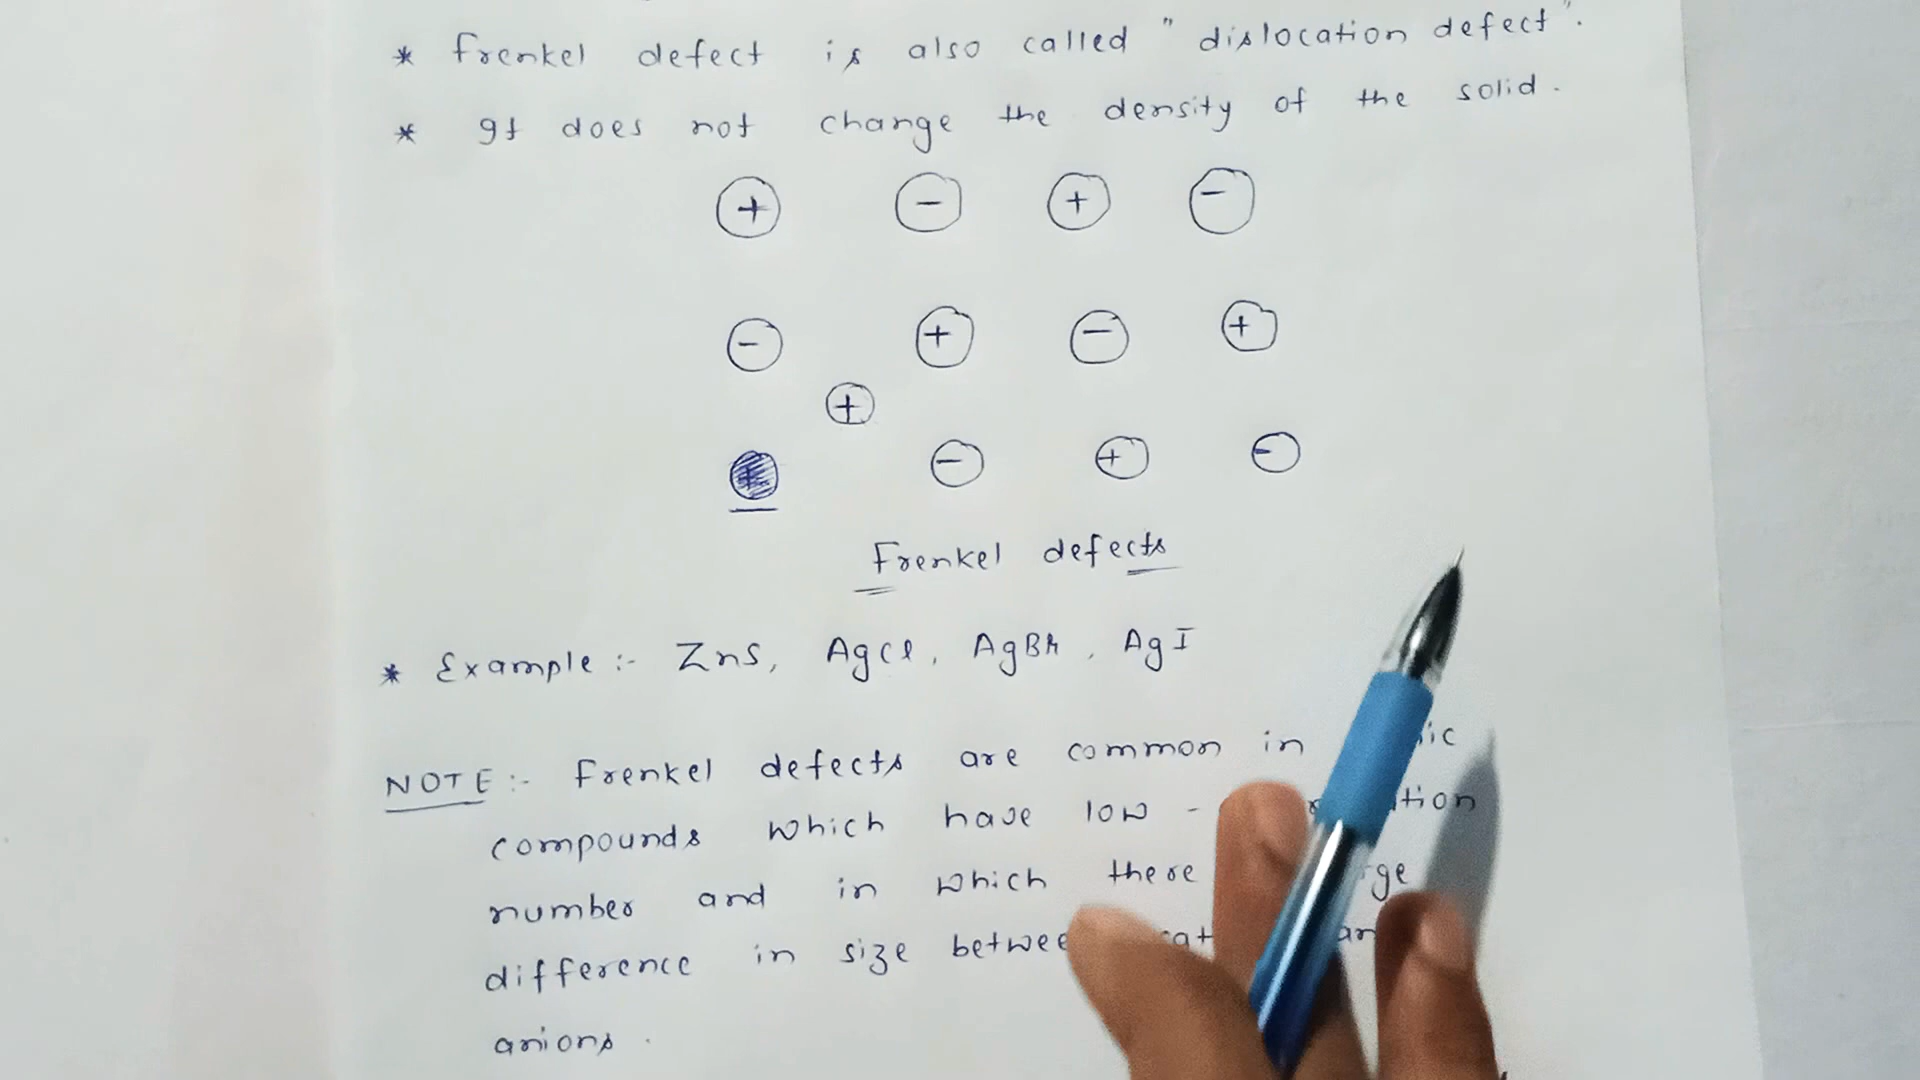 * Frenkel defect is also called "dislocation defect".
* It does not change the density of the solid.
+ - + -
- + - +
+
+ - + -
Frenkel defects
* Example :- ZnS, AgCl, AgBr, AgI
NOTE :- Frenkel defects are common in
compounds which have low -
number and in which there
difference in size between
anions.